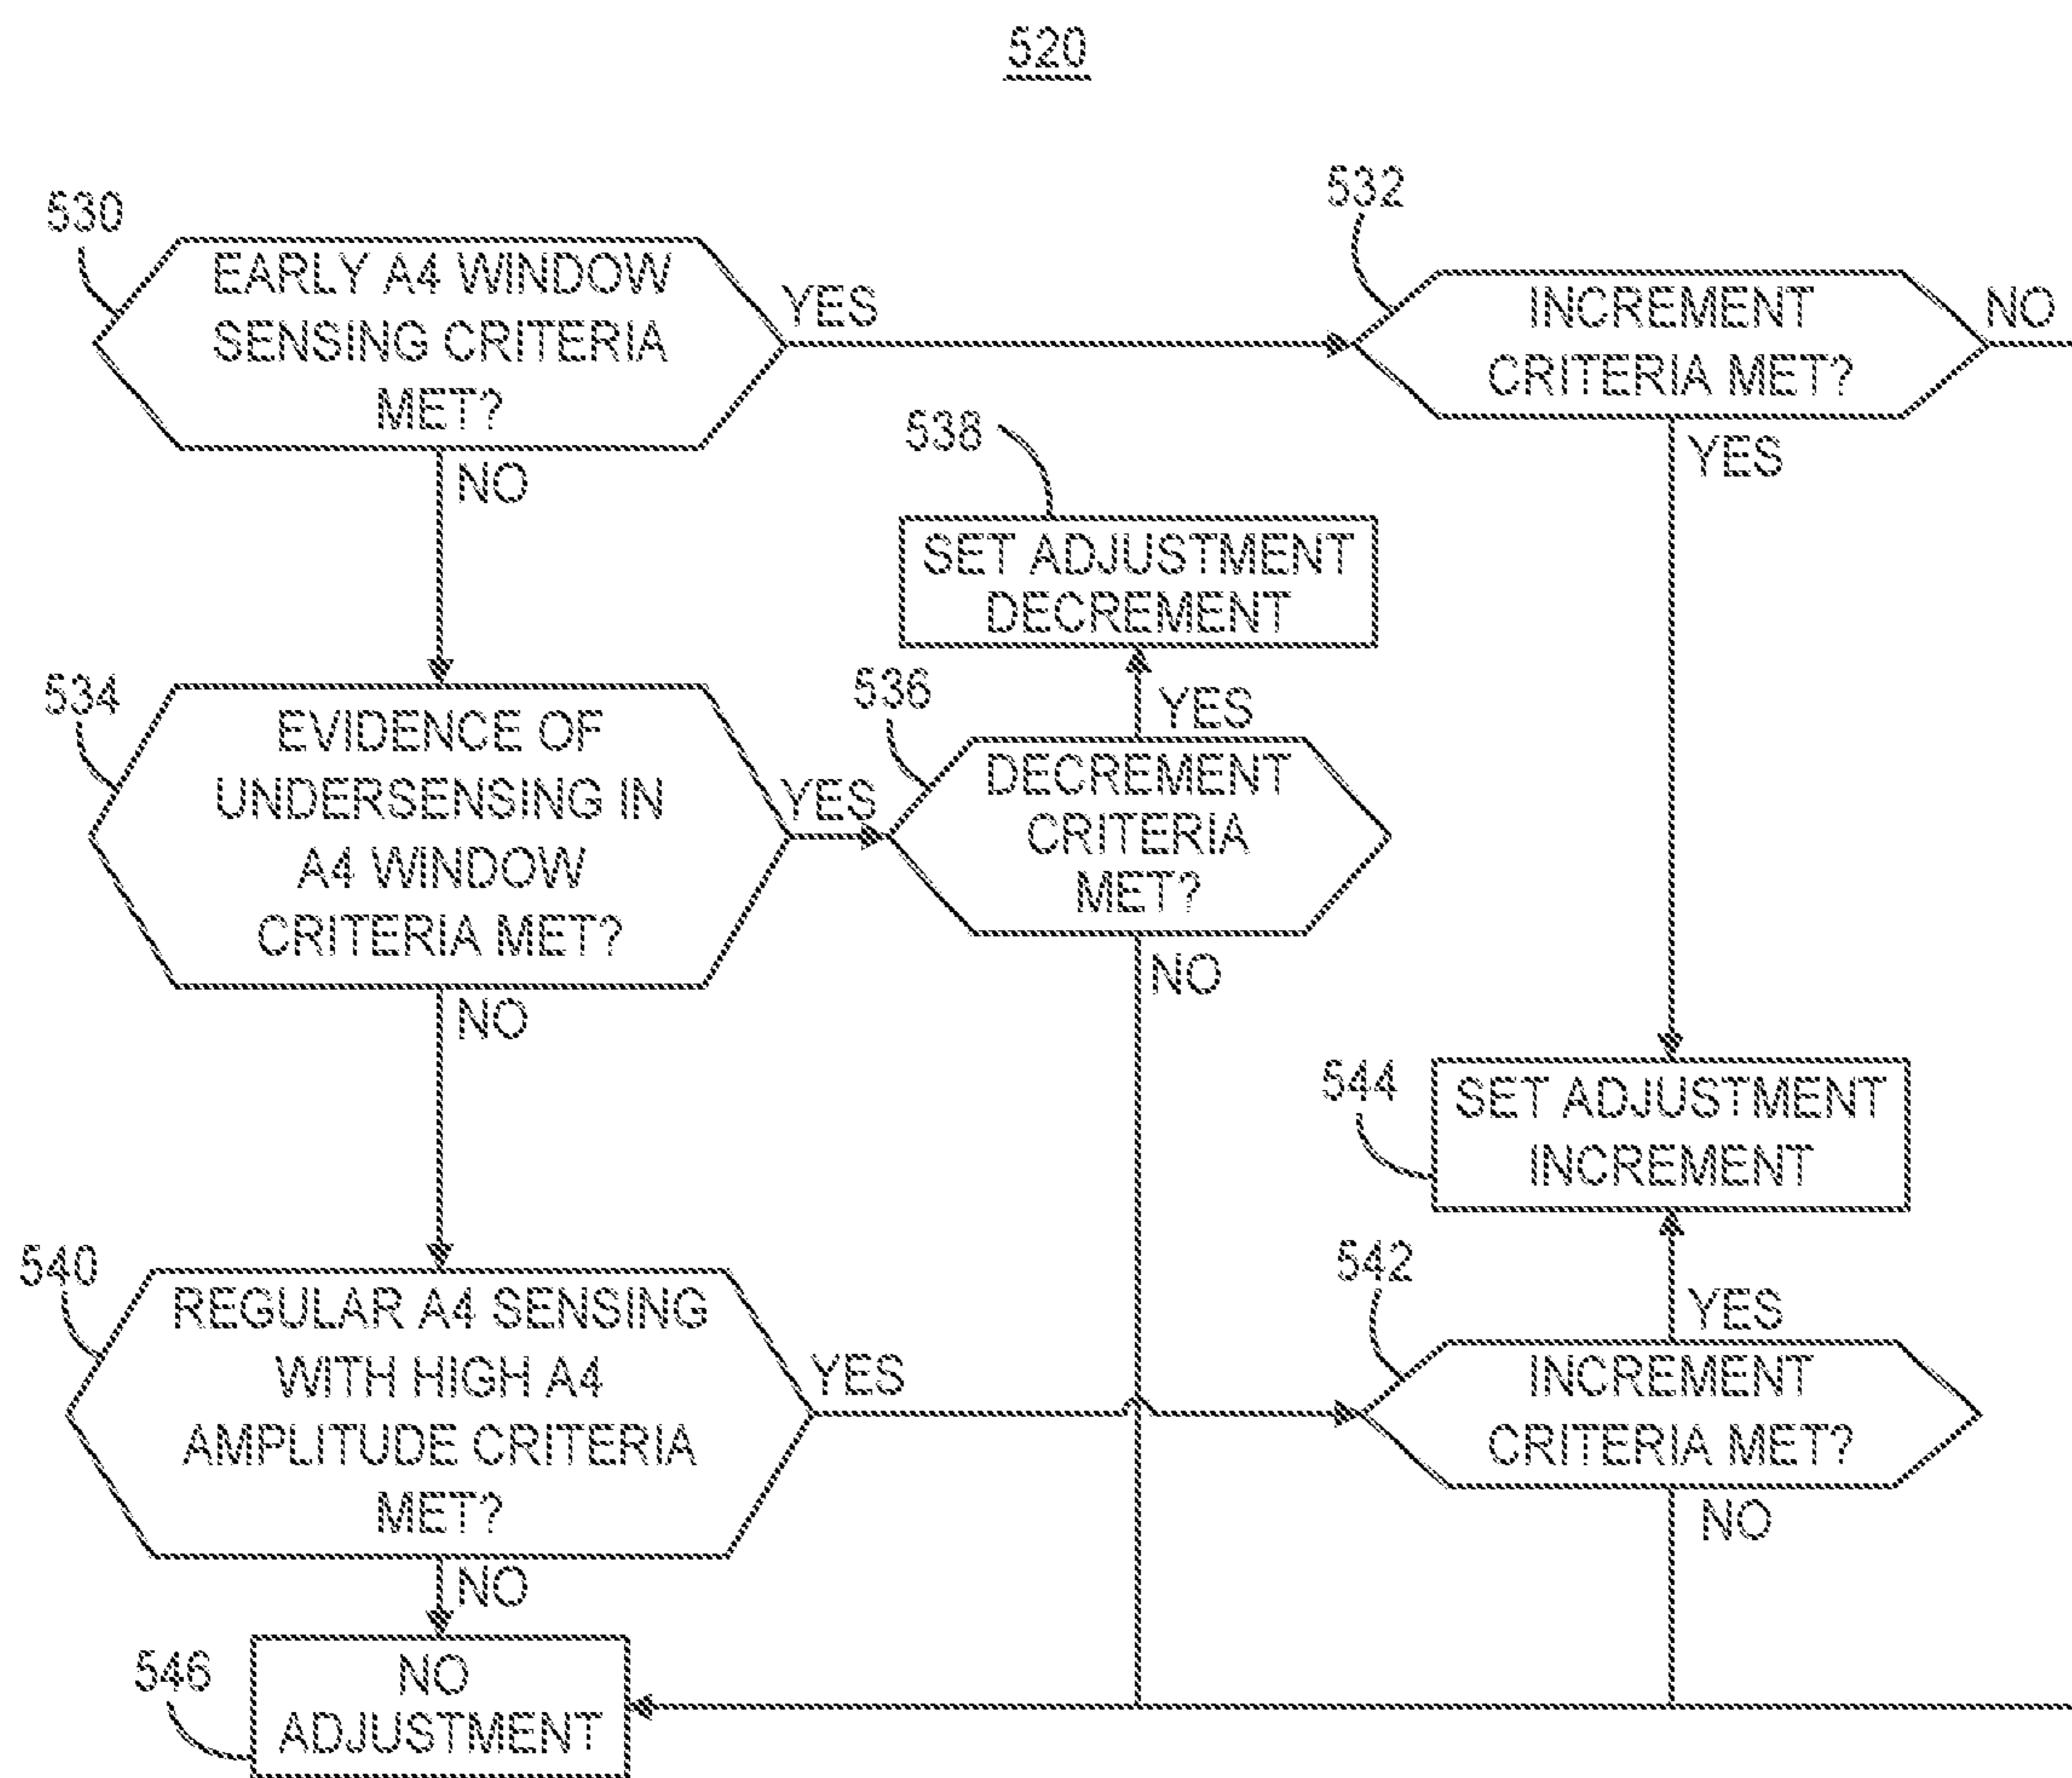 520
530
EARLY A4 WINDOW
SENSING CRITERIA
MET?
YES
NO
532
INCREMENT
CRITERIA MET?
NO
YES
538
SET ADJUSTMENT
DECREMENT
534
EVIDENCE OF
UNDERSENSING IN
A4 WINDOW
CRITERIA MET?
YES
NO
536
YES
DECREMENT
CRITERIA
MET?
NO
544
SET ADJUSTMENT
INCREMENT
540
REGULAR A4 SENSING
WITH HIGH A4
AMPLITUDE CRITERIA
MET?
YES
NO
542
YES
INCREMENT
CRITERIA MET?
NO
546
NO
ADJUSTMENT